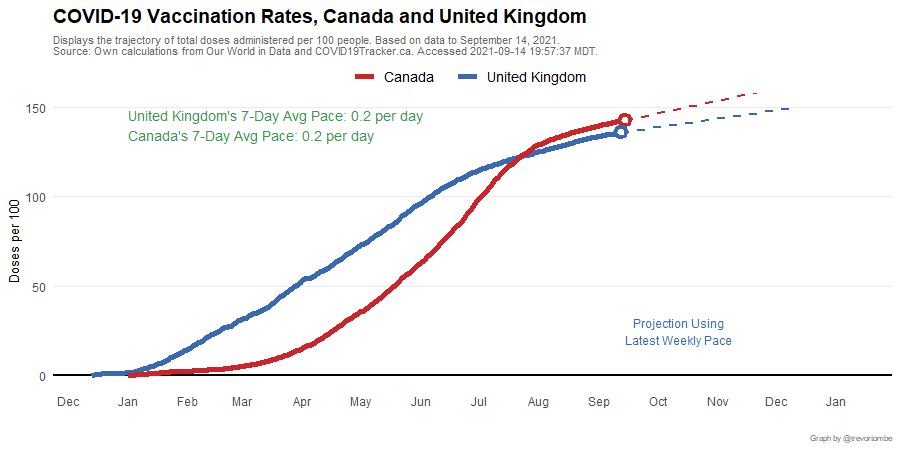 COVID-19 Vaccination Rates, Canada and United Kingdom
Displays the trajectory of total doses administered per 100 people. Based on data to September 14, 2021.
Source: Own calculations from Our World in Data and COVID19Tracker.ca. Accessed 2021-09-14 19:57:37 MDT.
Canada United Kingdom
United Kingdom's 7-Day Avg Pace: 0.2 per day
Canada's 7-Day Avg Pace: 0.2 per day
150
100
50
0
Doses per 100
Projection Using
Latest Weekly Pace
Dec Jan Feb Mar Apr May Jun Jul Aug Sep Oct Nov Dec Jan
Graph by @trevortombe